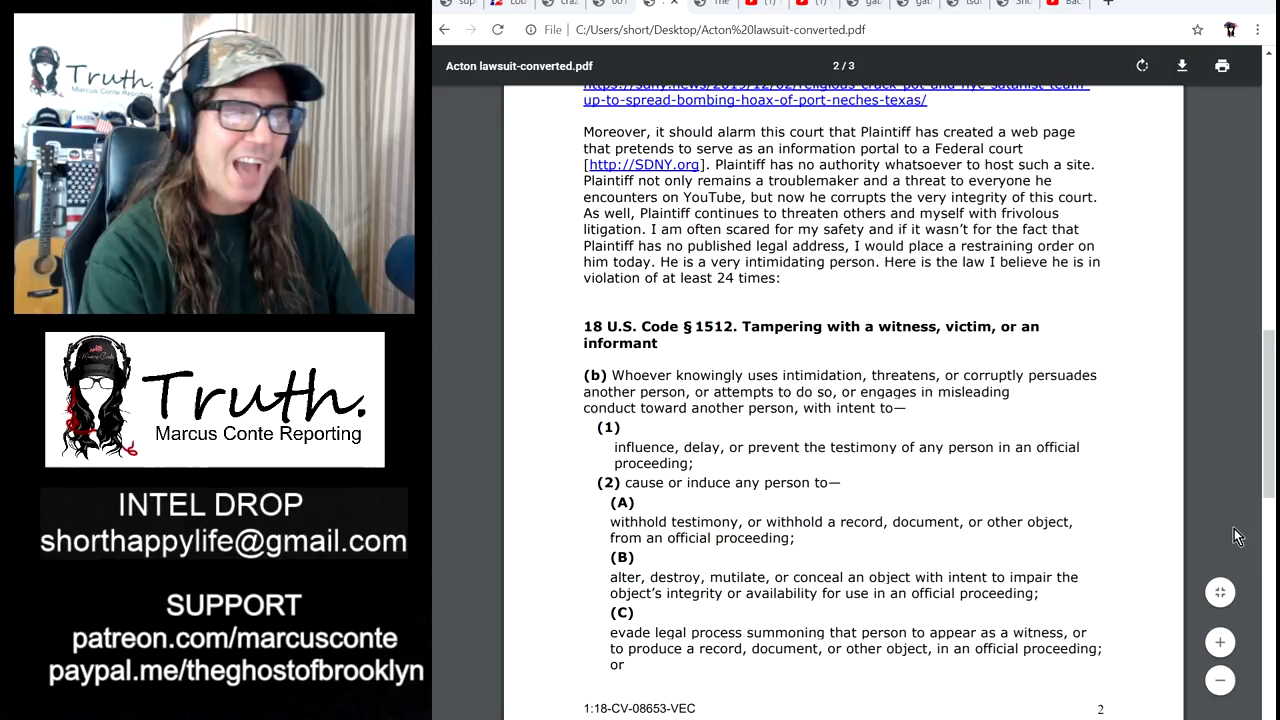 Truth.
Marcus Conte Reporting
Truth.
Marcus Conte Reporting
INTEL DROP
shorthappylife@gmail.com
SUPPORT
patreon.com/marcusconte
paypal.me/theghostofbrooklyn
File | C:/Users/short/Desktop/Acton%20lawsuit-converted.pdf
Acton lawsuit-converted.pdf
2 / 3
https://sdny.news/2019/12/02/religious-crack-pot-and-nyc-satanist-team-
up-to-spread-bombing-hoax-of-port-neches-texas/
Moreover, it should alarm this court that Plaintiff has created a web page
that pretends to serve as an information portal to a Federal court
[http://SDNY.org]. Plaintiff has no authority whatsoever to host such a site.
Plaintiff not only remains a troublemaker and a threat to everyone he
encounters on YouTube, but now he corrupts the very integrity of this court.
As well, Plaintiff continues to threaten others and myself with frivolous
litigation. I am often scared for my safety and if it wasn't for the fact that
Plaintiff has no published legal address, I would place a restraining order on
him today. He is a very intimidating person. Here is the law I believe he is in
violation of at least 24 times:
18 U.S. Code § 1512. Tampering with a witness, victim, or an
informant
(b) Whoever knowingly uses intimidation, threatens, or corruptly persuades
another person, or attempts to do so, or engages in misleading
conduct toward another person, with intent to—
(1)
influence, delay, or prevent the testimony of any person in an official
proceeding;
(2) cause or induce any person to—
(A)
withhold testimony, or withhold a record, document, or other object,
from an official proceeding;
(B)
alter, destroy, mutilate, or conceal an object with intent to impair the
object's integrity or availability for use in an official proceeding;
(C)
evade legal process summoning that person to appear as a witness, or
to produce a record, document, or other object, in an official proceeding;
or
1:18-CV-08653-VEC
2